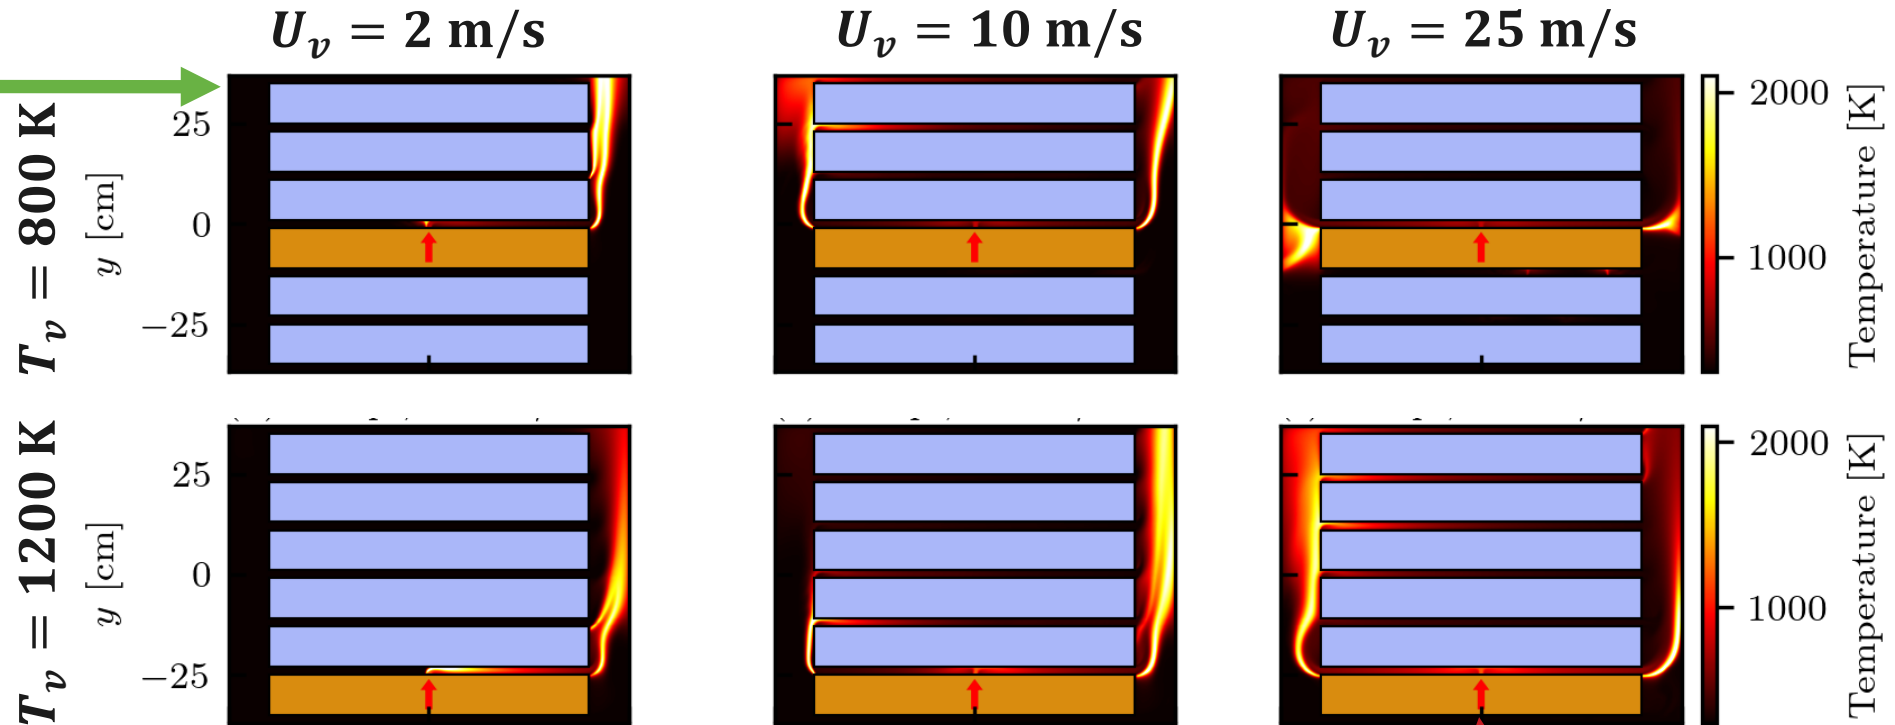 U_v = 2 m/s
U_v = 10 m/s
U_v = 25 m/s
T_v = 800 K
y [cm]
25
0
−25
2000
1000
Temperature [K]
T_v = 1200 K
y [cm]
25
0
−25
2000
1000
Temperature [K]